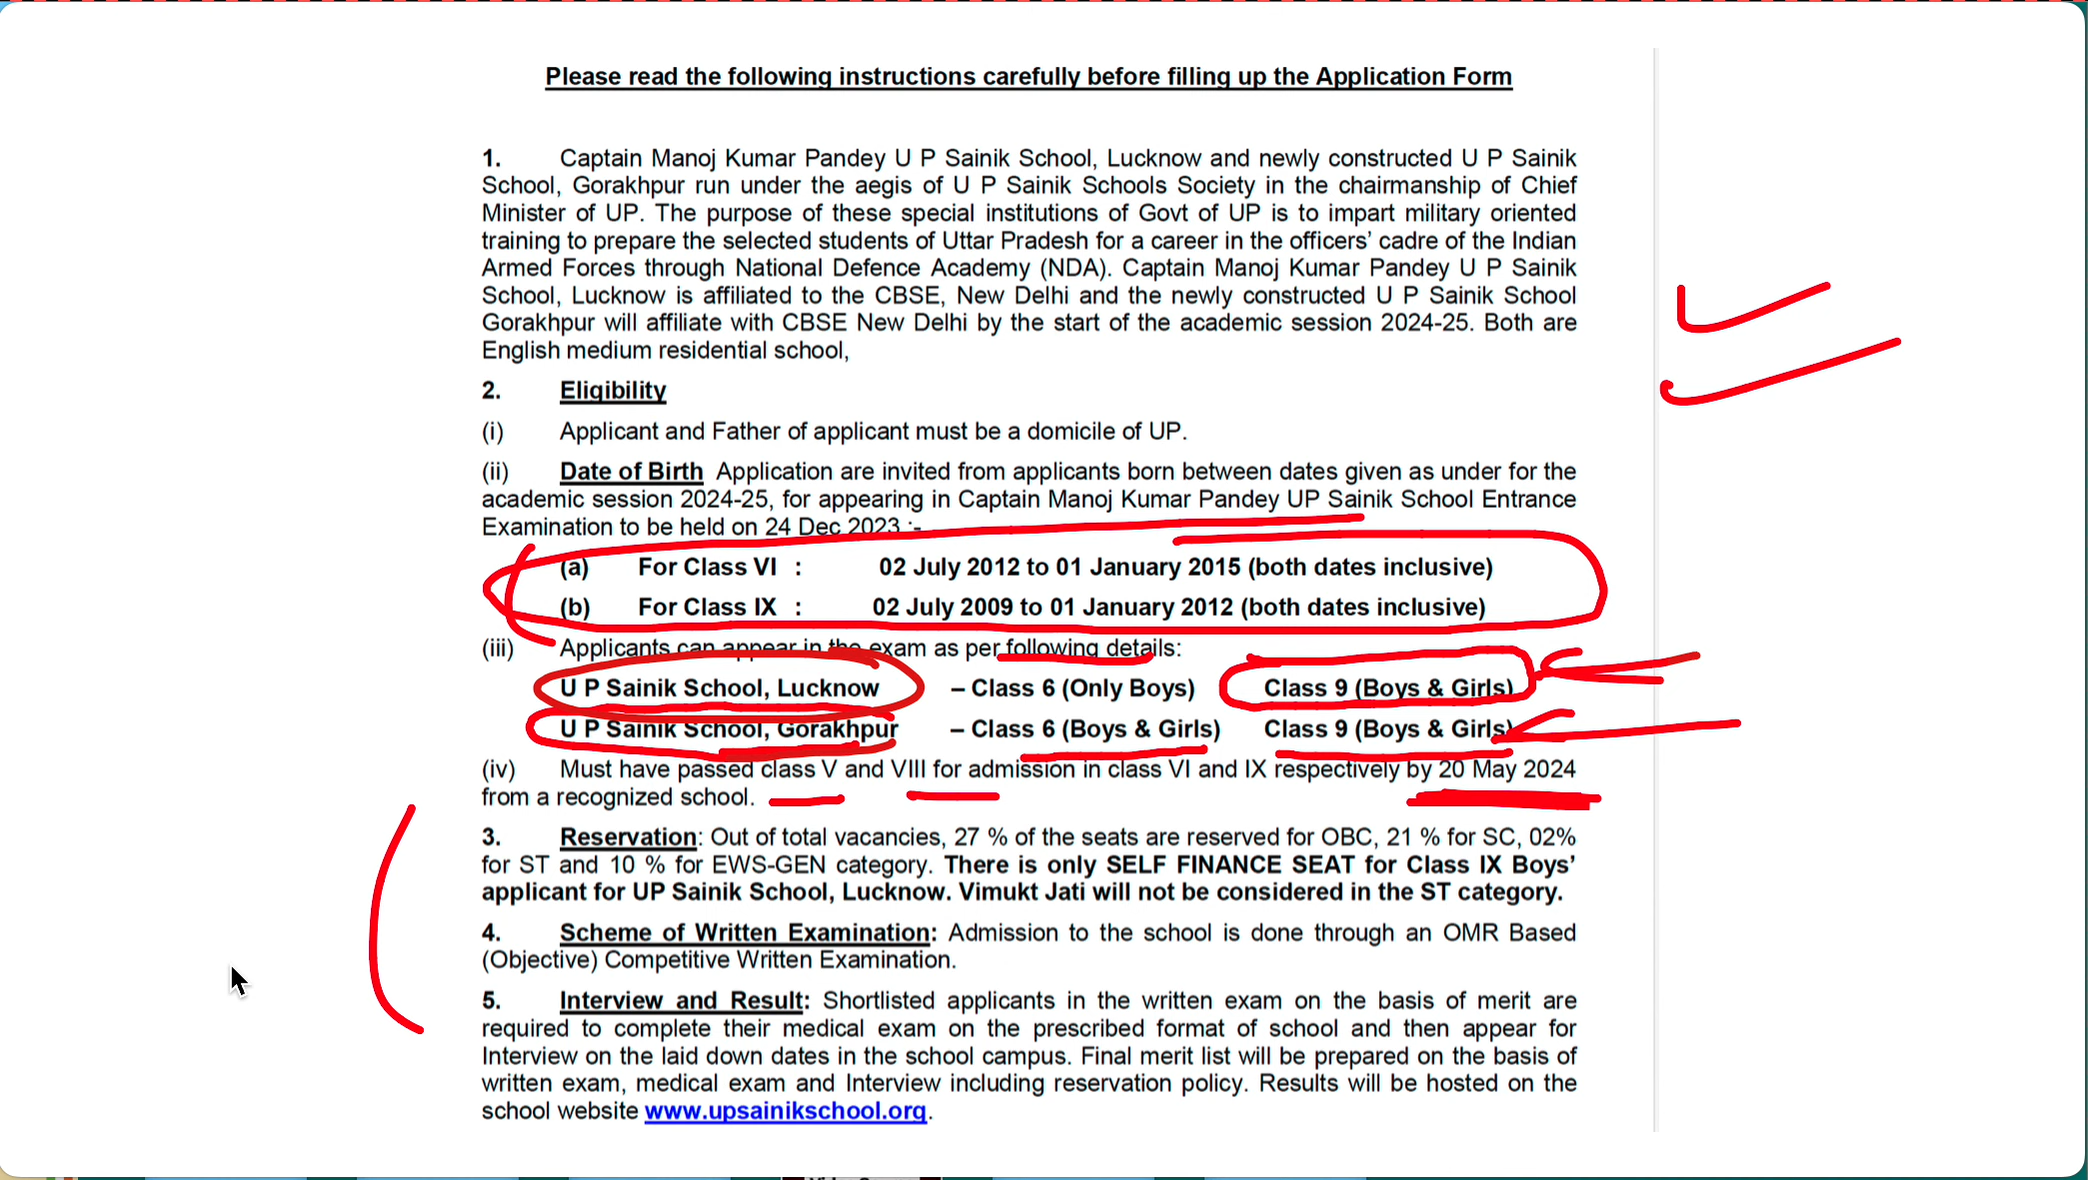 Please read the following instructions carefully before filling up the Application Form
1. Captain Manoj Kumar Pandey U P Sainik School, Lucknow and newly constructed U P Sainik
School, Gorakhpur run under the aegis of U P Sainik Schools Society in the chairmanship of Chief
Minister of UP. The purpose of these special institutions of Govt of UP is to impart military oriented
training to prepare the selected students of Uttar Pradesh for a career in the officers’ cadre of the Indian
Armed Forces through National Defence Academy (NDA). Captain Manoj Kumar Pandey U P Sainik
School, Lucknow is affiliated to the CBSE, New Delhi and the newly constructed U P Sainik School
Gorakhpur will affiliate with CBSE New Delhi by the start of the academic session 2024-25. Both are
English medium residential school,
2. Eligibility
(i) Applicant and Father of applicant must be a domicile of UP.
(ii) Date of Birth Application are invited from applicants born between dates given as under for the
academic session 2024-25, for appearing in Captain Manoj Kumar Pandey UP Sainik School Entrance
Examination to be held on 24 Dec 2023 :-
(a) For Class VI : 02 July 2012 to 01 January 2015 (both dates inclusive)
(b) For Class IX : 02 July 2009 to 01 January 2012 (both dates inclusive)
(iii) Applicants can appear in the exam as per following details:
U P Sainik School, Lucknow – Class 6 (Only Boys) Class 9 (Boys & Girls)
U P Sainik School, Gorakhpur – Class 6 (Boys & Girls) Class 9 (Boys & Girls)
(iv) Must have passed class V and VIII for admission in class VI and IX respectively by 20 May 2024
from a recognized school.
3. Reservation: Out of total vacancies, 27 % of the seats are reserved for OBC, 21 % for SC, 02%
for ST and 10 % for EWS-GEN category. There is only SELF FINANCE SEAT for Class IX Boys’
applicant for UP Sainik School, Lucknow. Vimukt Jati will not be considered in the ST category.
4. Scheme of Written Examination: Admission to the school is done through an OMR Based
(Objective) Competitive Written Examination.
5. Interview and Result: Shortlisted applicants in the written exam on the basis of merit are
required to complete their medical exam on the prescribed format of school and then appear for
Interview on the laid down dates in the school campus. Final merit list will be prepared on the basis of
written exam, medical exam and Interview including reservation policy. Results will be hosted on the
school website www.upsainikschool.org.